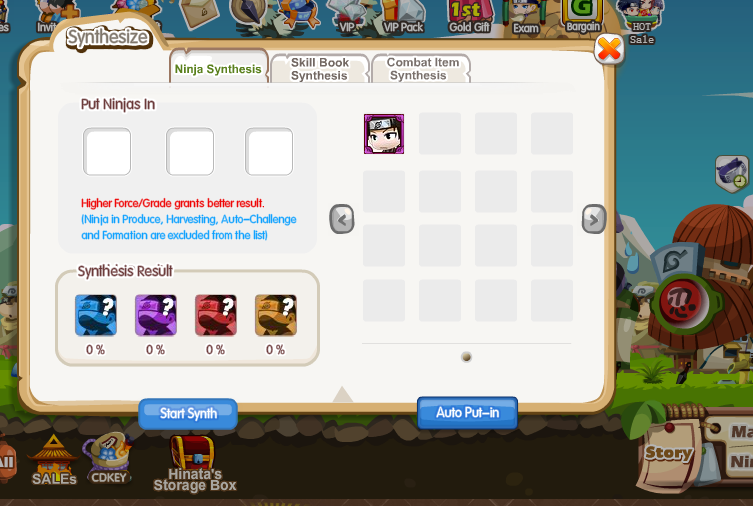 VIP
VIP Pack
1st
Gold Gift
Exam
G
Bargain
HOT
Sale
Synthesize
Ninja Synthesis
Skill Book
Synthesis
Combat Item
Synthesis
Put Ninjas In
Higher Force/Grade grants better result.
(Ninja in Produce, Harvesting, Auto-Challenge
and Formation are excluded from the list)
Synthesis Result
? ? ? ?
0 % 0 % 0 % 0 %
Start Synth
Auto Put-in
SALEs
CDKEY
Hinata's
Storage Box
Story